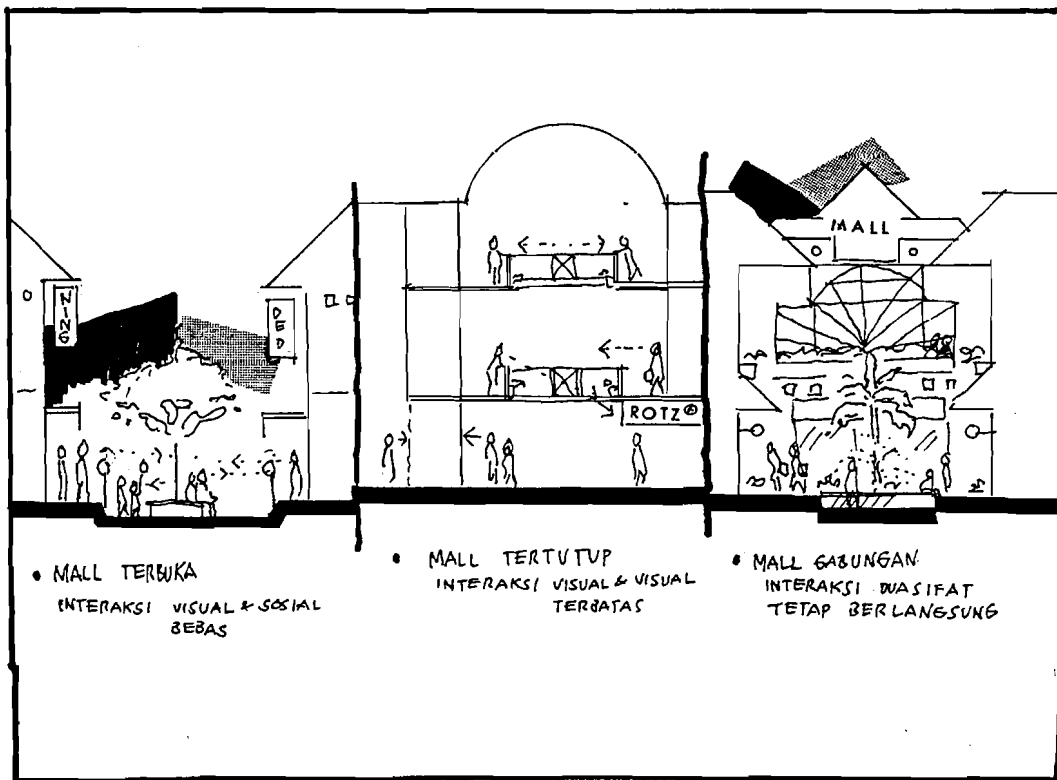 NING
DED
MALL
ROTZ®
• MALL TERBUKA
INTERAKSI VISUAL & SOSIAL
BEBAS
• MALL TERTUTUP
INTERAKSI VISUAL & VISUAL
TERBATAS
• MALL GABUNGAN
INTERAKSI DUASIFAT
TETAP BERLANGSUNG